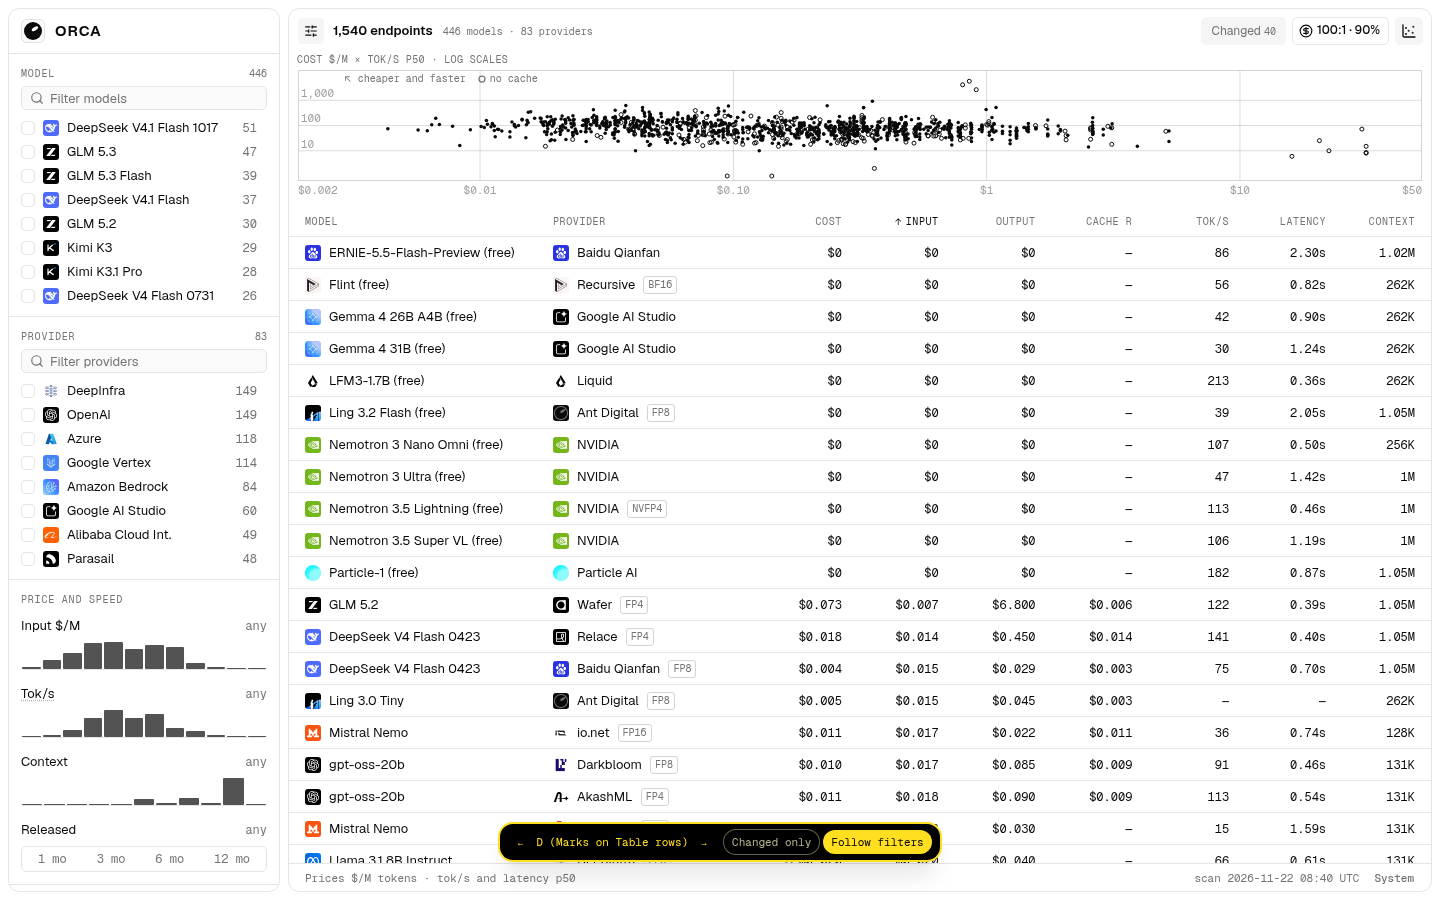 ORCA
MODEL 446
Filter models
DeepSeek V4.1 Flash 1017 51
GLM 5.3 47
GLM 5.3 Flash 39
DeepSeek V4.1 Flash 37
GLM 5.2 30
Kimi K3 29
Kimi K3.1 Pro 28
DeepSeek V4 Flash 0731 26
PROVIDER 83
Filter providers
DeepInfra 149
OpenAI 149
Azure 118
Google Vertex 114
Amazon Bedrock 84
Google AI Studio 60
Alibaba Cloud Int. 49
Parasail 48
PRICE AND SPEED
Input $/M any
Tok/s any
Context any
Released any
1 mo 3 mo 6 mo 12 mo
1,540 endpoints 446 models · 83 providers Changed 40 100:1 · 90%
COST $/M × TOK/S P50 · LOG SCALES
↖ cheaper and faster no cache
1,000
100
10
$0.002 $0.01 $0.10 $1 $10 $50
MODEL PROVIDER COST ↑ INPUT OUTPUT CACHE R TOK/S LATENCY CONTEXT
ERNIE-5.5-Flash-Preview (free) Baidu Qianfan $0 $0 $0 – 86 2.30s 1.02M
Flint (free) Recursive BF16 $0 $0 $0 – 56 0.82s 262K
Gemma 4 26B A4B (free) Google AI Studio $0 $0 $0 – 42 0.90s 262K
Gemma 4 31B (free) Google AI Studio $0 $0 $0 – 30 1.24s 262K
LFM3-1.7B (free) Liquid $0 $0 $0 – 213 0.36s 262K
Ling 3.2 Flash (free) Ant Digital FP8 $0 $0 $0 – 39 2.05s 1.05M
Nemotron 3 Nano Omni (free) NVIDIA $0 $0 $0 – 107 0.50s 256K
Nemotron 3 Ultra (free) NVIDIA $0 $0 $0 – 47 1.42s 1M
Nemotron 3.5 Lightning (free) NVIDIA NVFP4 $0 $0 $0 – 113 0.46s 1M
Nemotron 3.5 Super VL (free) NVIDIA $0 $0 $0 – 106 1.19s 1M
Particle-1 (free) Particle AI $0 $0 $0 – 182 0.87s 1.05M
GLM 5.2 Wafer FP4 $0.073 $0.007 $6.800 $0.006 122 0.39s 1.05M
DeepSeek V4 Flash 0423 Relace FP4 $0.018 $0.014 $0.450 $0.014 141 0.40s 1.05M
DeepSeek V4 Flash 0423 Baidu Qianfan FP8 $0.004 $0.015 $0.029 $0.003 75 0.70s 1.05M
Ling 3.0 Tiny Ant Digital FP8 $0.005 $0.015 $0.045 $0.003 – – 262K
Mistral Nemo io.net FP16 $0.011 $0.017 $0.022 $0.011 36 0.74s 128K
gpt-oss-20b Darkbloom FP8 $0.010 $0.017 $0.085 $0.009 91 0.46s 131K
gpt-oss-20b AkashML FP4 $0.011 $0.018 $0.090 $0.009 113 0.54s 131K
Mistral Nemo $0.030 – 15 1.59s 131K
Llama 3.1 8B Instruct $0.040 – 66 0.61s 131K
← D (Marks on Table rows) → Changed only Follow filters
Prices $/M tokens · tok/s and latency p50 scan 2026-11-22 08:40 UTC System